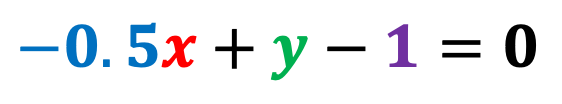 −0.5x + y − 1 = 0